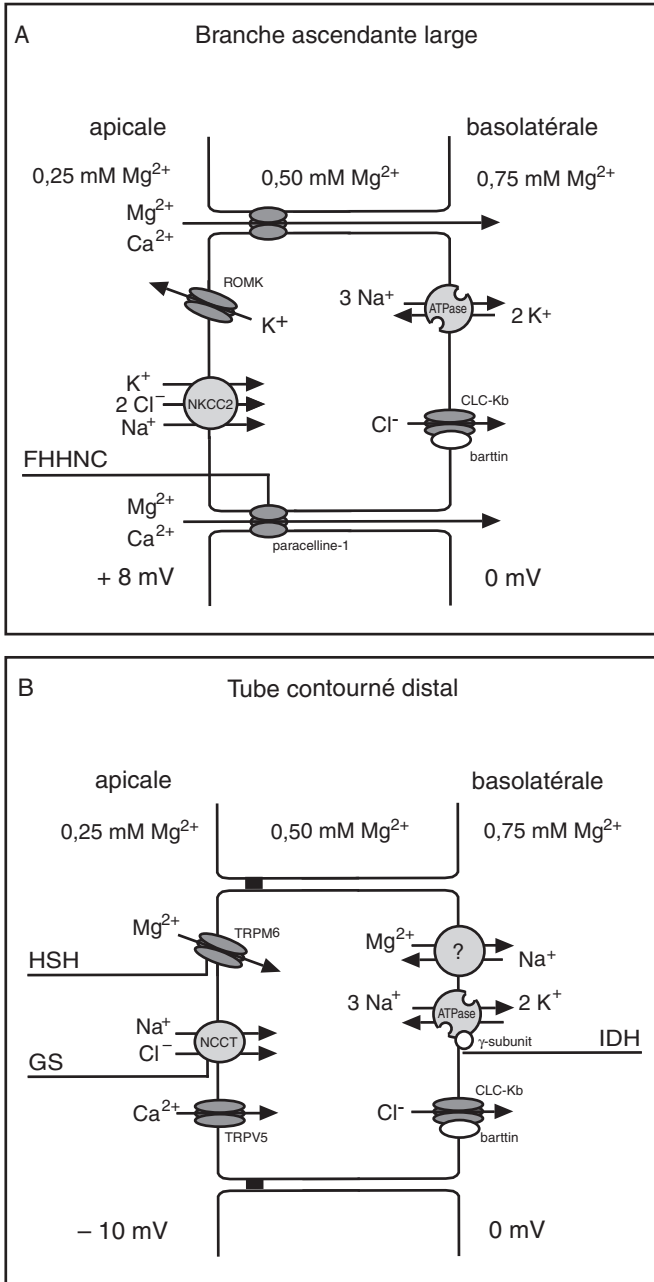 A
Branche ascendante large
apicale
basolatérale
0,25 mM Mg²⁺
0,50 mM Mg²⁺
0,75 mM Mg²⁺
Mg²⁺
Ca²⁺
ROMK
K⁺
3 Na⁺
ATPase
2 K⁺
K⁺
2 Cl⁻
Na⁺
NKCC2
Cl⁻
CLC-Kb
barttin
FHHNC
Mg²⁺
Ca²⁺
paracelline-1
+ 8 mV
0 mV
B
Tube contourné distal
apicale
basolatérale
0,25 mM Mg²⁺
0,50 mM Mg²⁺
0,75 mM Mg²⁺
Mg²⁺
TRPM6
HSH
Mg²⁺
?
Na⁺
3 Na⁺
ATPase
2 K⁺
γ-subunit
IDH
Na⁺
Cl⁻
NCCT
GS
Ca²⁺
TRPV5
Cl⁻
CLC-Kb
barttin
– 10 mV
0 mV